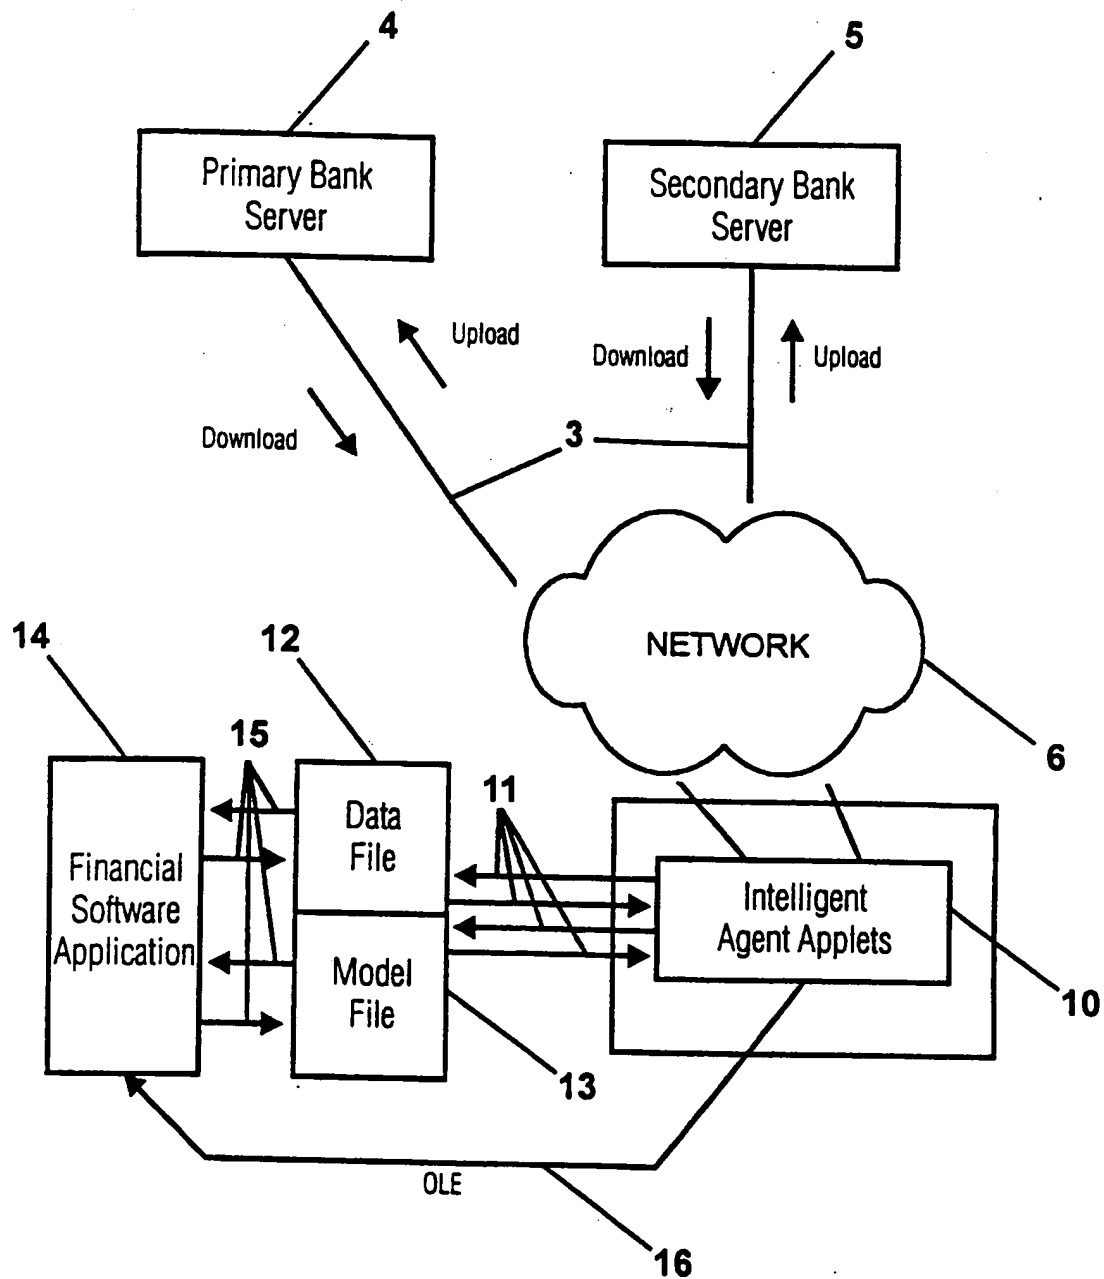 4
5
Primary Bank
Server
Secondary Bank
Server
Upload
Download
Download
Upload
3
NETWORK
6
14
12
15
11
Data
File
Financial
Software
Application
Intelligent
Agent Applets
Model
File
10
13
OLE
16